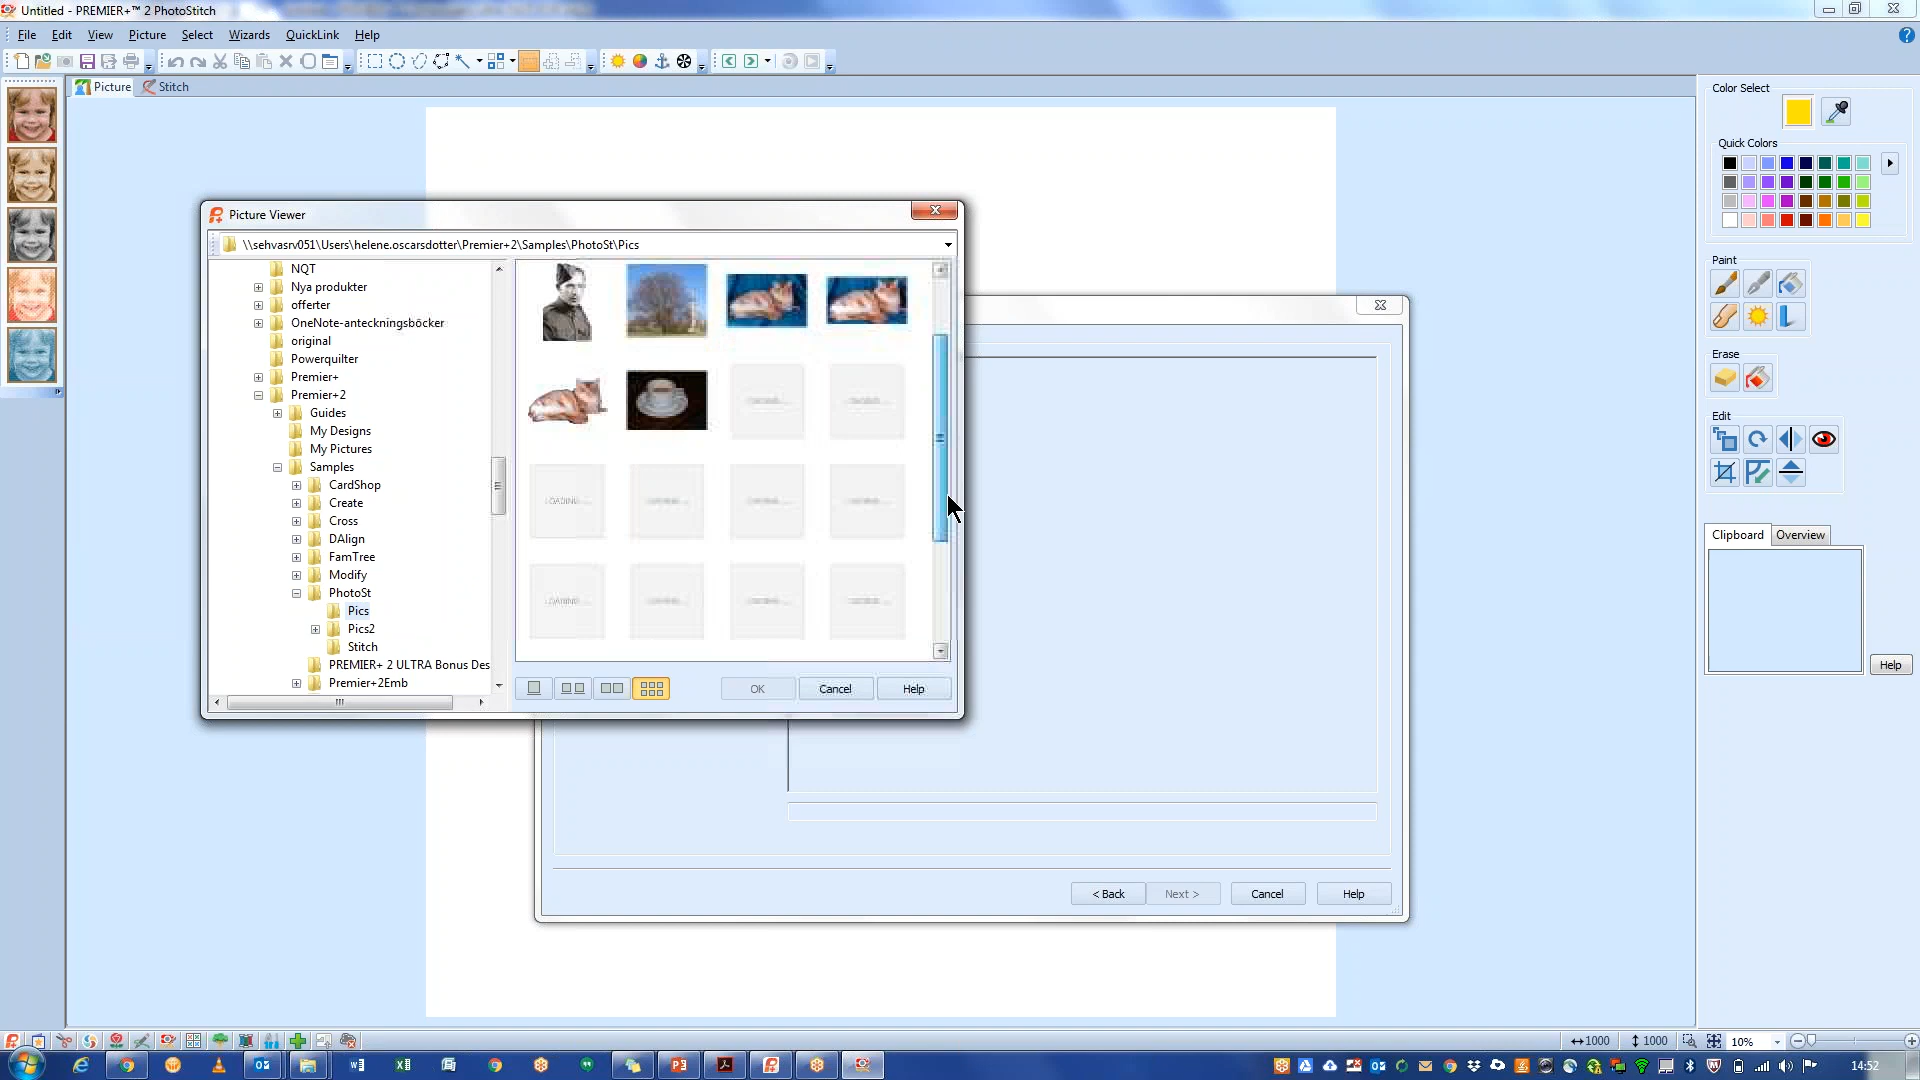 Untitled - PREMIER+™ 2 PhotoStitch
File Edit View Picture Select Wizards QuickLink Help
Picture Stitch
Color Select
Quick Colors
Paint
Erase
Edit
Clipboard Overview
Help
Picture Viewer
\\sehvasrv051\Users\helene.oscarsdotter\Premier+2\Samples\PhotoSt\Pics
NQT
Nya produkter
offerter
OneNote-anteckningsböcker
original
Powerquilter
Premier+
Premier+2
Guides
My Designs
My Pictures
Samples
CardShop
Create
Cross
DAlign
FamTree
Modify
PhotoSt
Pics
Pics2
Stitch
PREMIER+ 2 ULTRA Bonus Des
Premier+2Emb
OK Cancel Help
< Back Next > Cancel Help
1000 1000 10%
14:52